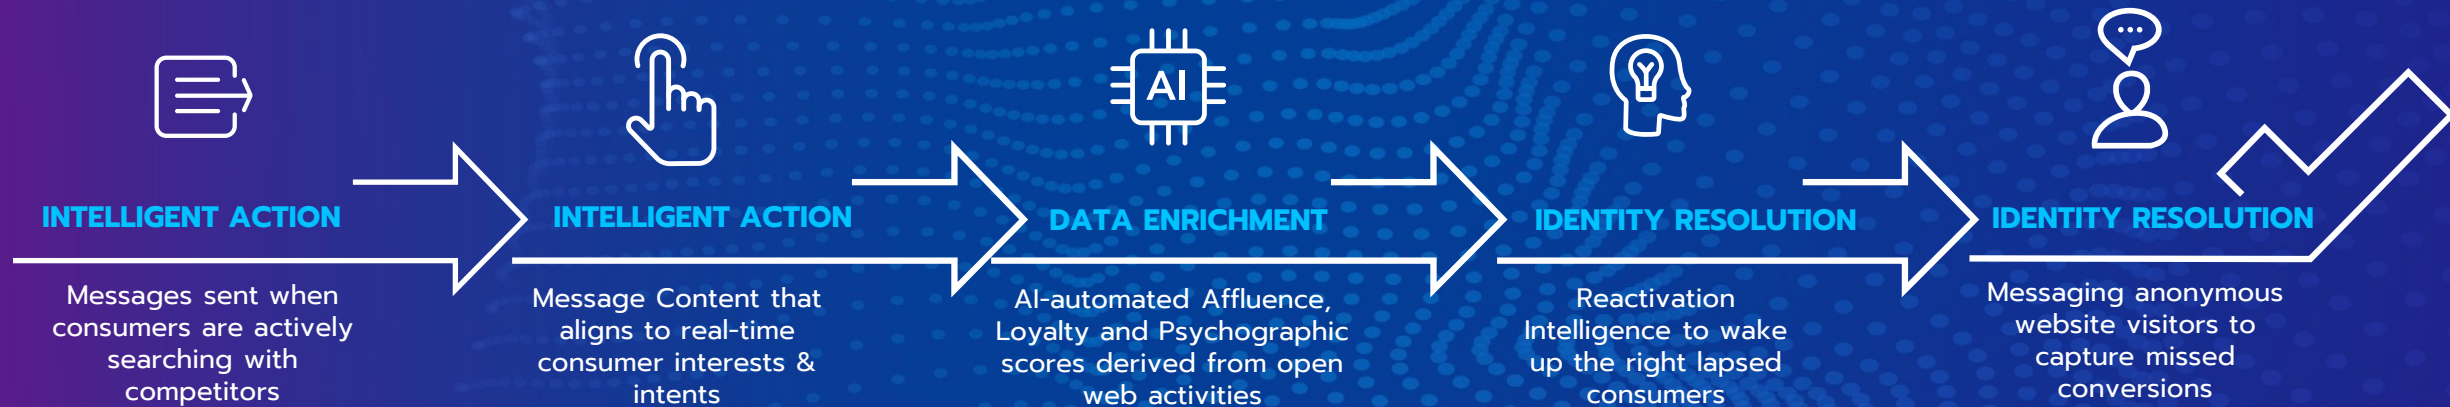 INTELLIGENT ACTION
Messages sent when
consumers are actively
searching with
competitors
INTELLIGENT ACTION
Message Content that
aligns to real-time
consumer interests &
intents
AI
DATA ENRICHMENT
AI-automated Affluence,
Loyalty and Psychographic
scores derived from open
web activities
IDENTITY RESOLUTION
Reactivation
Intelligence to wake
up the right lapsed
consumers
IDENTITY RESOLUTION
Messaging anonymous
website visitors to
capture missed
conversions